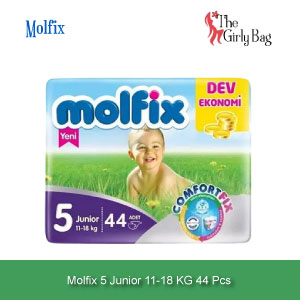 Molfix
The
Girly Bag
DEV
EKONOMİ
molfix
Yeni
5 Junior
11-18 kg
44 ADET
COMFORTFIX
Molfix 5 Junior 11-18 KG 44 Pcs